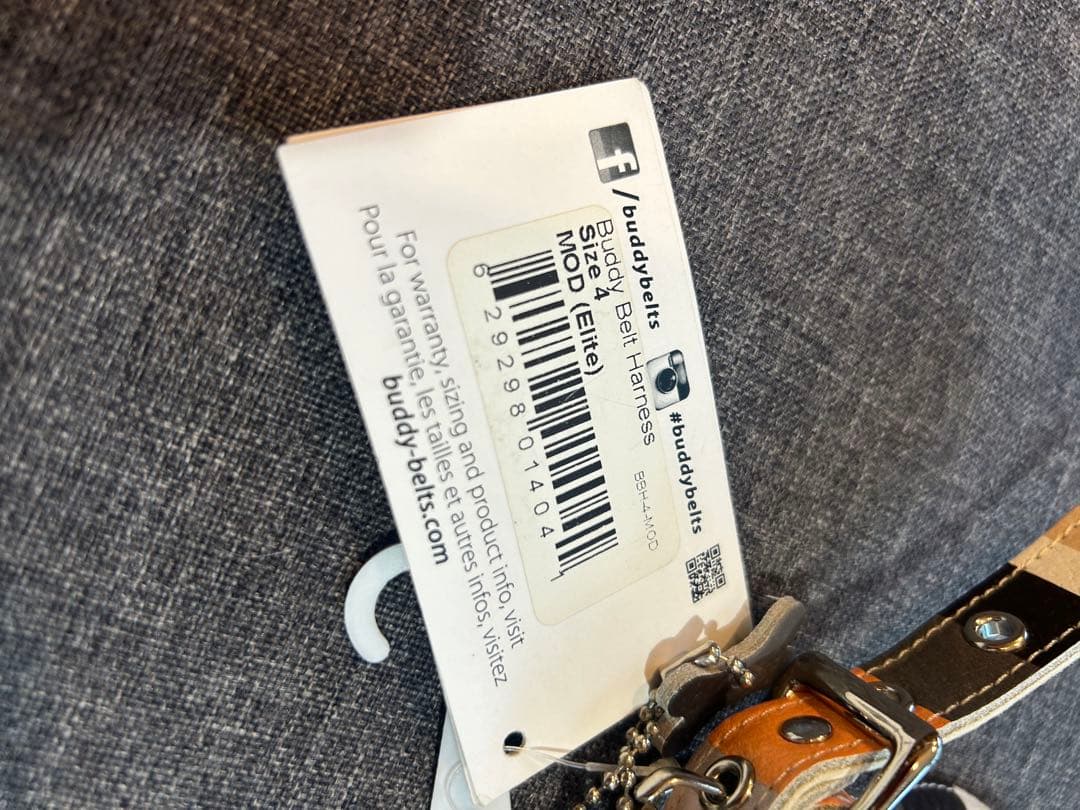 f/buddybelts #buddybelts
Buddy Belt Harness
Size 4 BBH-4-MOD
MOD (Elite)
6 29298 01404 1
For warranty, sizing and product info, visit
Pour la garantie, les tailles et autres infos, visitez
buddy-belts.com